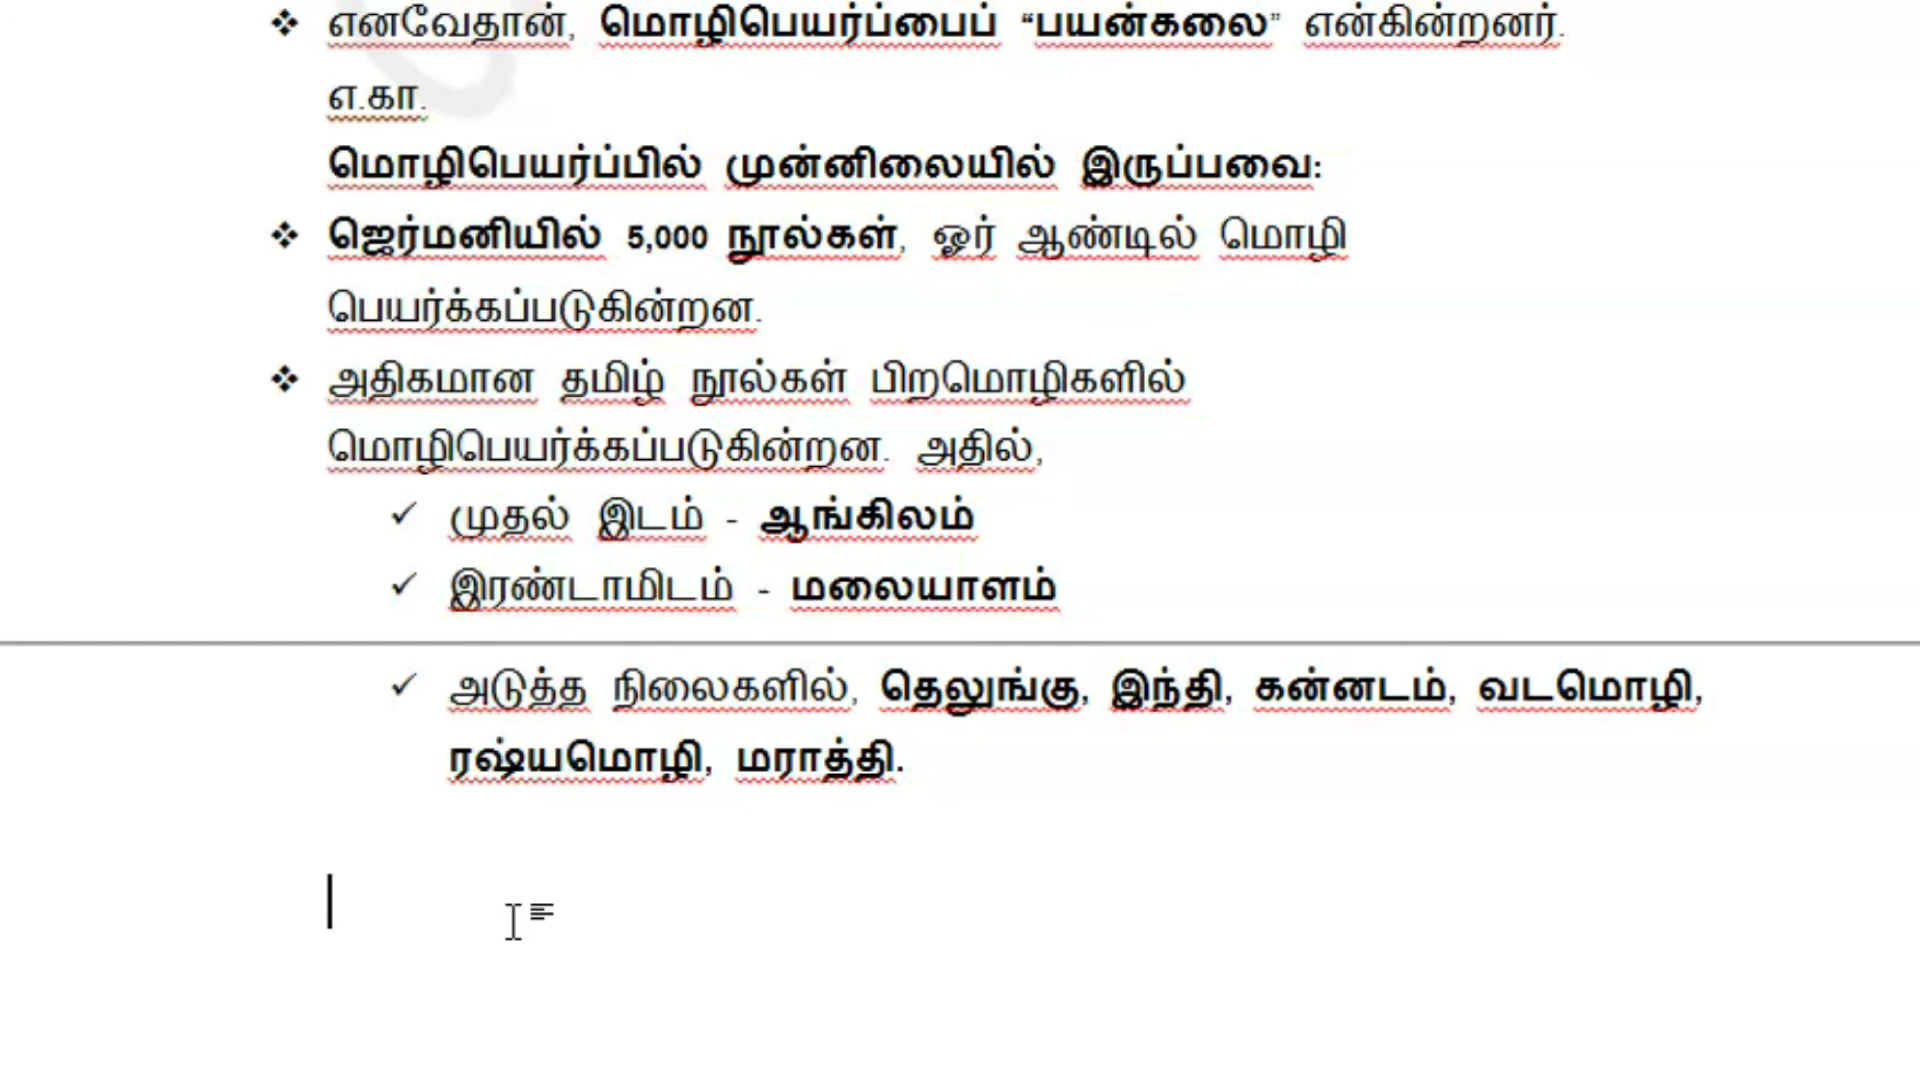 ❖ எனவேதான், மொழிபெயர்ப்பைப் “பயன்கலை” என்கின்றனர்.
எ.கா.
மொழிபெயர்ப்பில் முன்னிலையில் இருப்பவை:
❖ ஜெர்மனியில் 5,000 நூல்கள், ஓர் ஆண்டில் மொழி
பெயர்க்கப்படுகின்றன.
❖ அதிகமான தமிழ் நூல்கள் பிறமொழிகளில்
மொழிபெயர்க்கப்படுகின்றன. அதில்,
✓ முதல் இடம் - ஆங்கிலம்
✓ இரண்டாமிடம் - மலையாளம்
✓ அடுத்த நிலைகளில், தெலுங்கு, இந்தி, கன்னடம், வடமொழி,
ரஷ்யமொழி, மராத்தி.